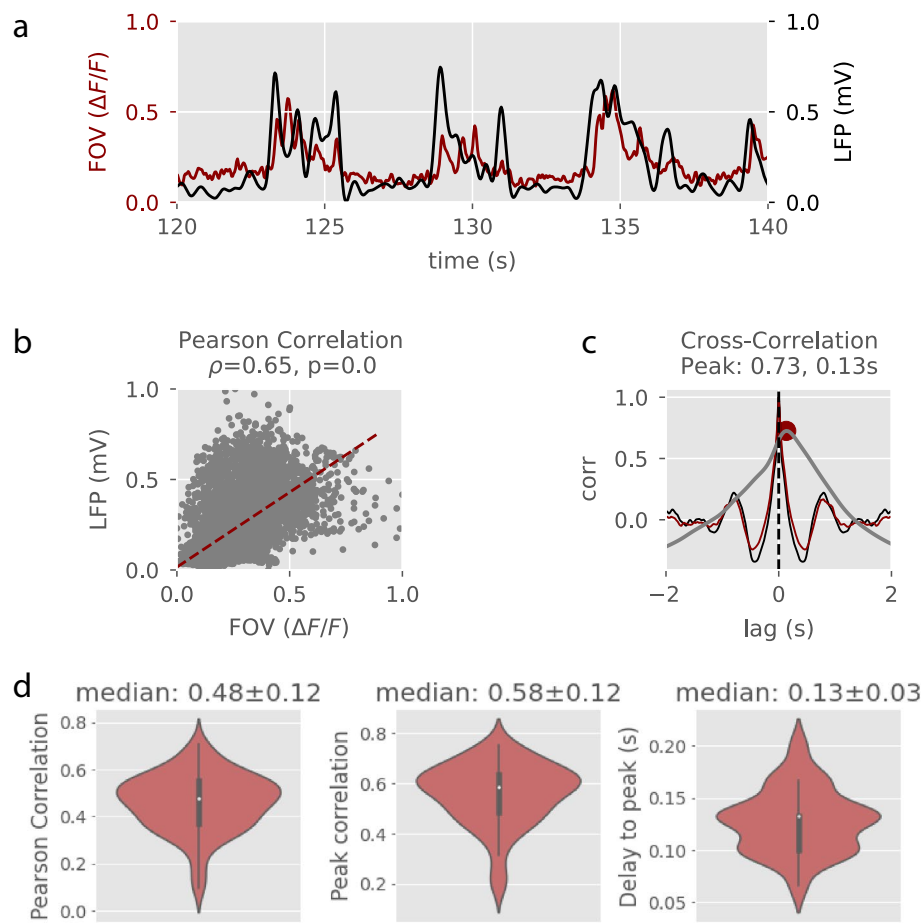 a
1.0
0.5
0.0
FOV (ΔF/F)
1.0
0.5
0.0
LFP (mV)
120
125
130
135
140
time (s)
b
Pearson Correlation
ρ=0.65, p=0.0
1.0
0.5
0.0
LFP (mV)
0.0
0.5
1.0
FOV (ΔF/F)
c
Cross-Correlation
Peak: 0.73, 0.13s
1.0
0.5
0.0
corr
−2
0
2
lag (s)
d
median: 0.48±0.12
0.8
0.6
0.4
0.2
0.0
Pearson Correlation
median: 0.58±0.12
0.8
0.6
0.4
0.2
Peak correlation
median: 0.13±0.03
0.20
0.15
0.10
0.05
Delay to peak (s)